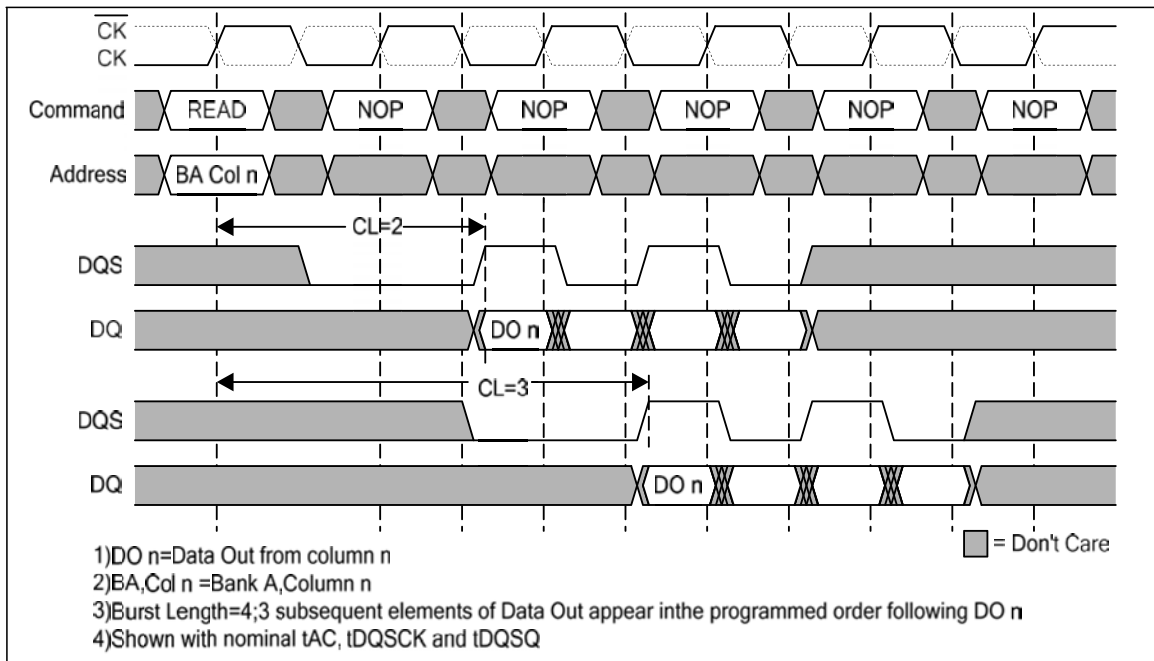 CK
CK
Command READ NOP NOP NOP NOP NOP
Address BA Col n
CL=2
DQS
DQ DO n
CL=3
DQS
DQ DO n
= Don't Care
1)DO n=Data Out from column n
2)BA,Col n =Bank A,Column n
3)Burst Length=4;3 subsequent elements of Data Out appear inthe programmed order following DO n
4)Shown with nominal tAC, tDQSCK and tDQSQ